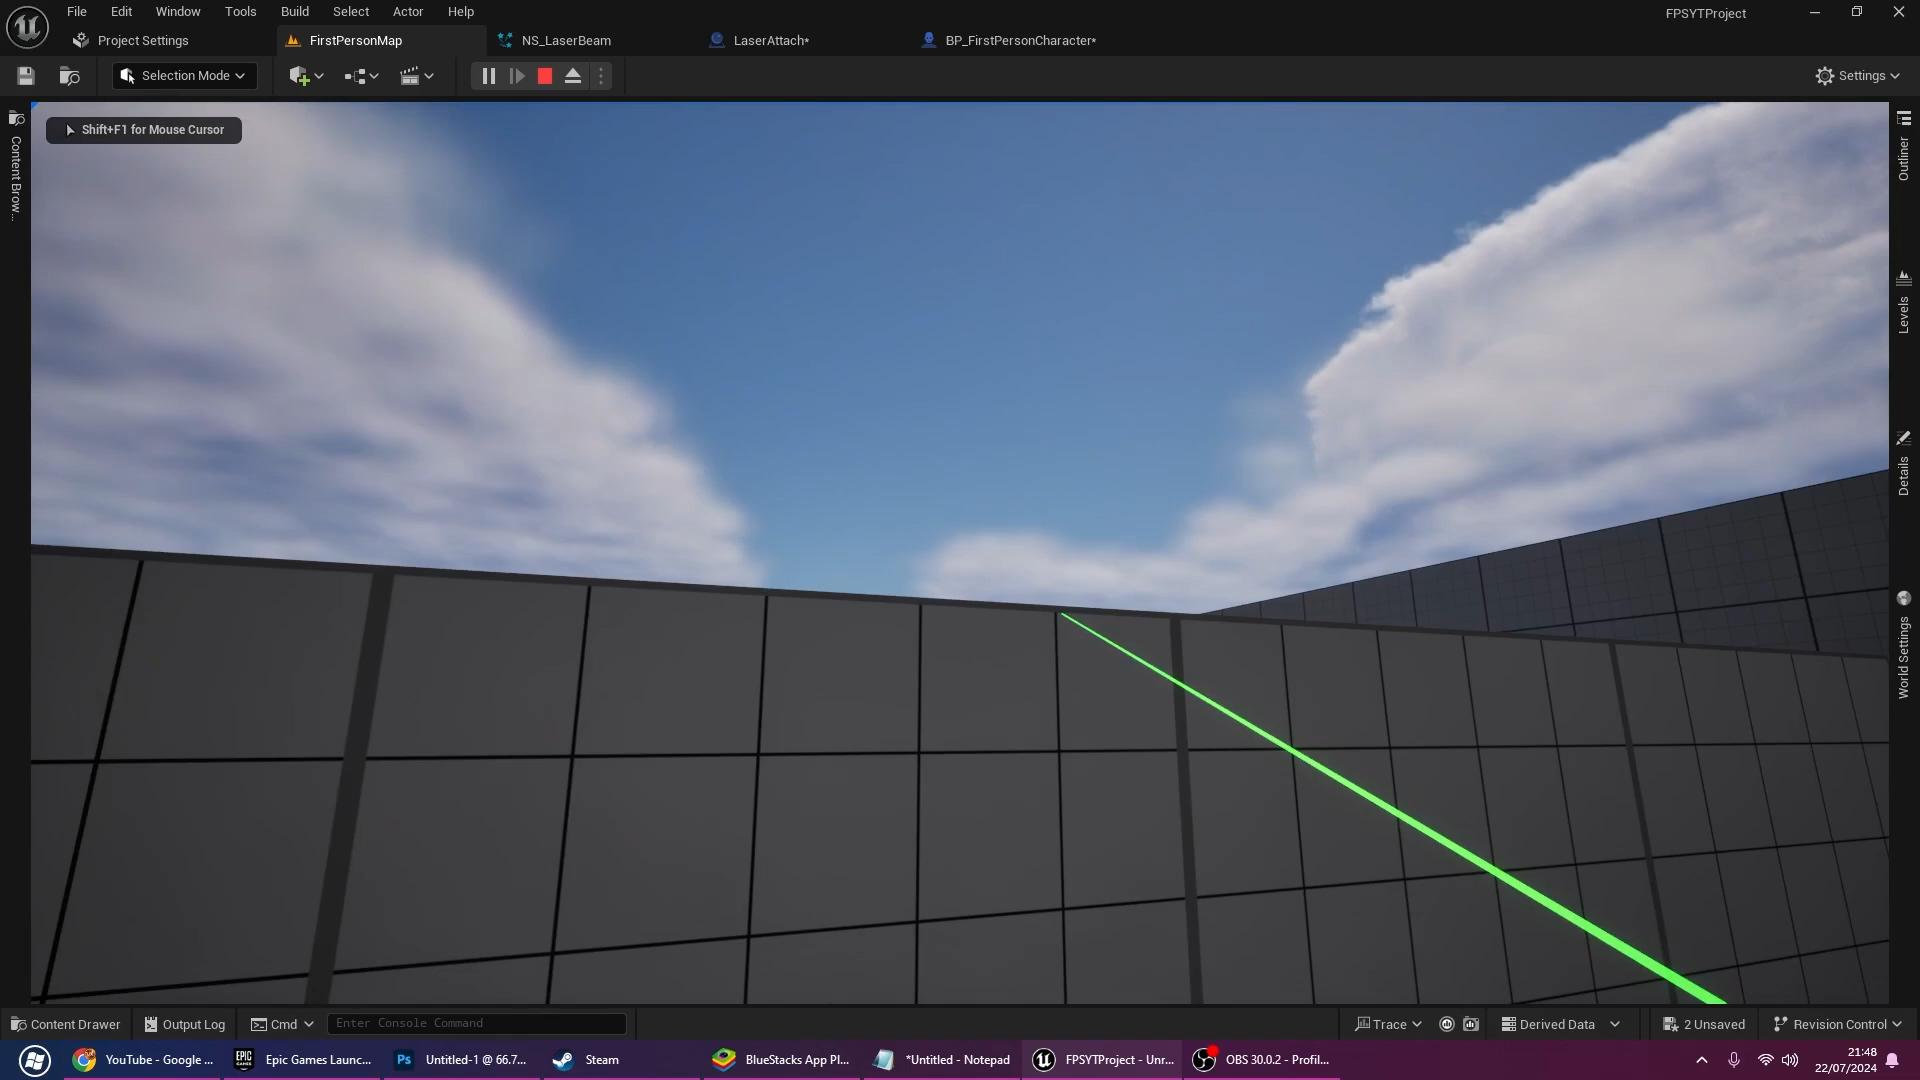 File Edit Window Tools Build Select Actor Help
FPSYTProject
Project Settings
FirstPersonMap
NS_LaserBeam
LaserAttach*
BP_FirstPersonCharacter*
Selection Mode
Settings
Shift+F1 for Mouse Cursor
Content Brow...
Outliner
Levels
Details
World Settings
Content Drawer
Output Log
Cmd
Enter Console Command
Trace
Derived Data
2 Unsaved
Revision Control
YouTube - Google ...
EPIC GAMES
Epic Games Launc...
Ps
Untitled-1 @ 66.7...
Steam
BlueStacks App Pl...
*Untitled - Notepad
FPSYTProject - Unr...
OBS 30.0.2 - Profil...
21:48
22/07/2024